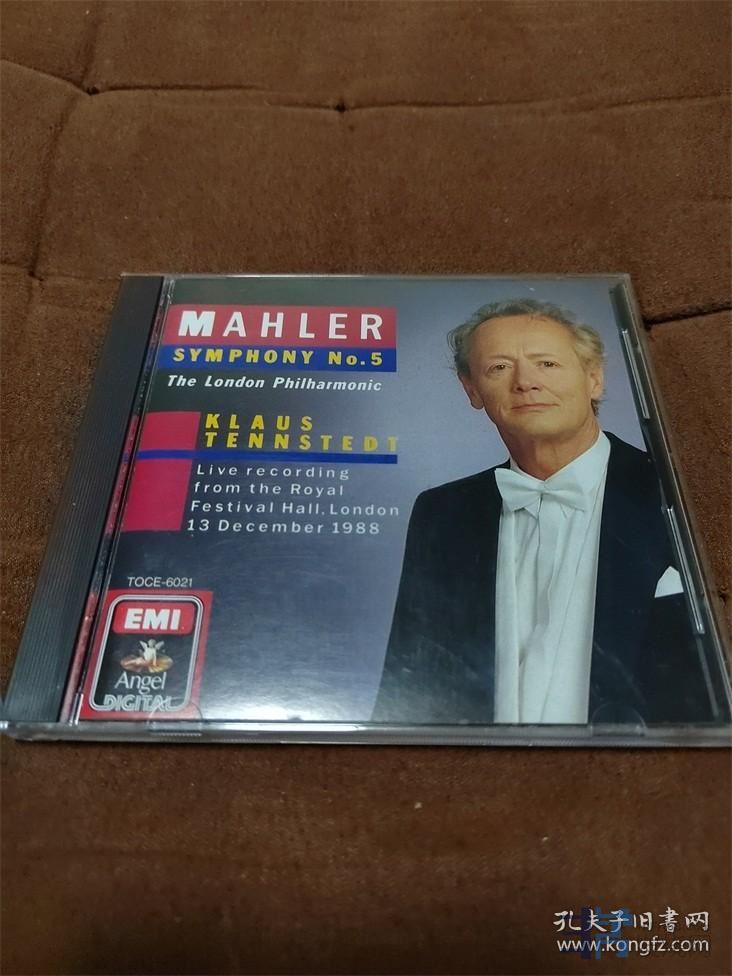 MAHLER
SYMPHONY No.5
The London Philharmonic
KLAUS
TENNSTEDT
Live recording
from the Royal
Festival Hall, London
13 December 1988
TOCE-6021
EMI
Angel
DIGITAL
孔夫子旧书网
www.kongfz.com